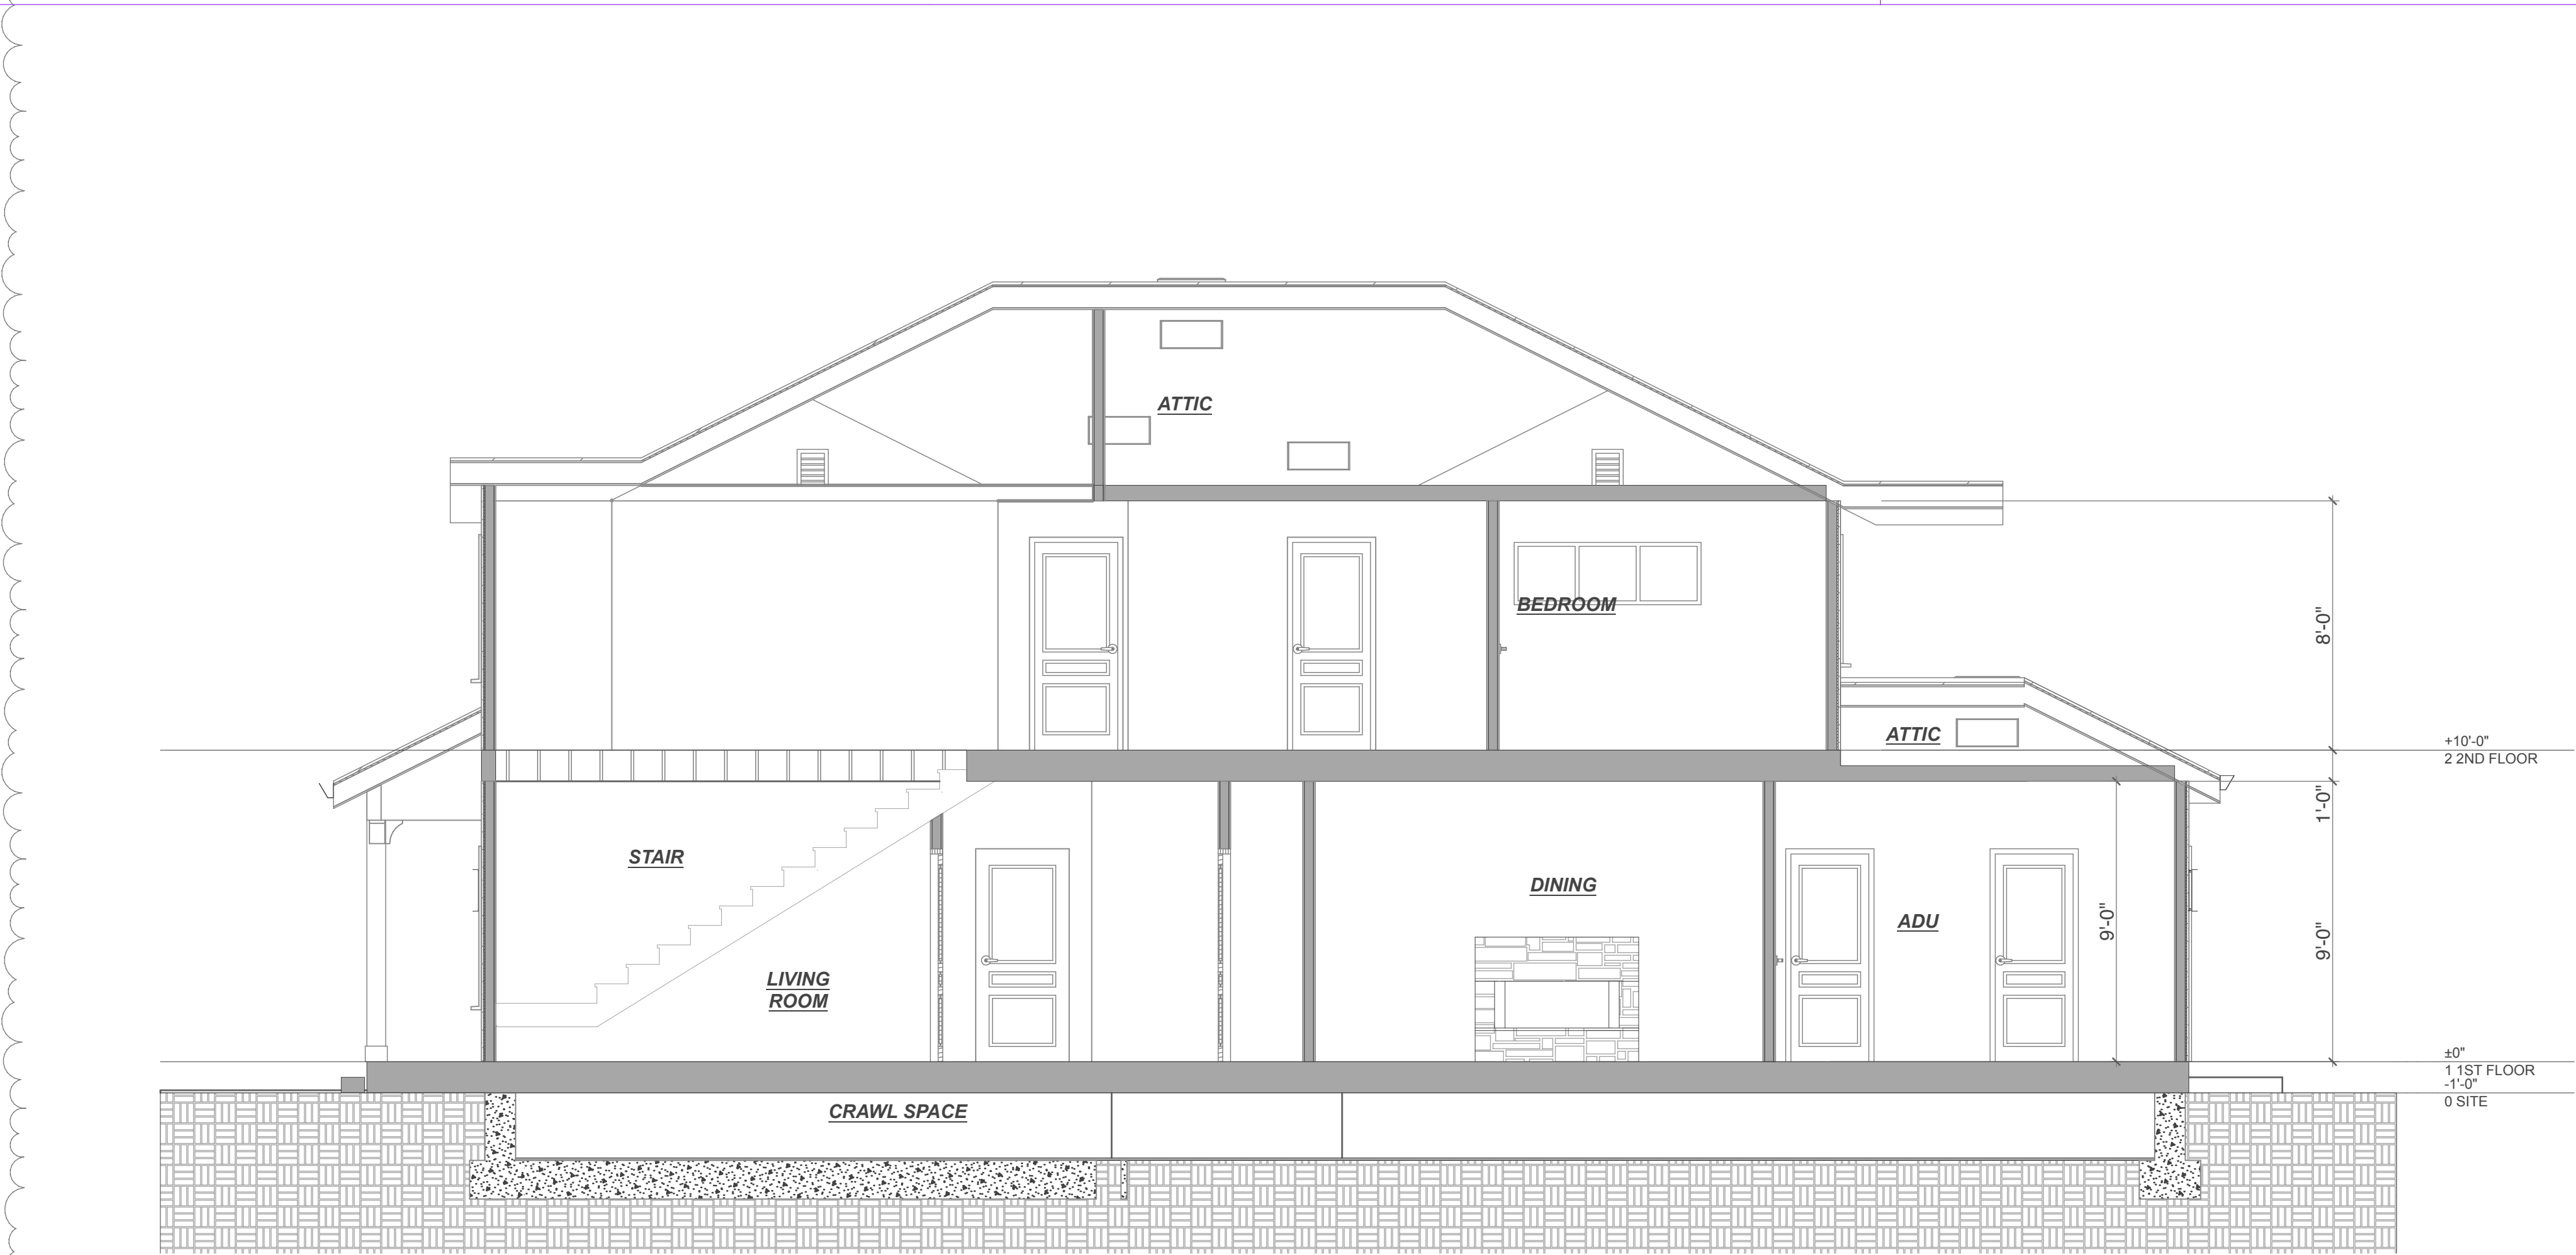 ATTIC
BEDROOM
8'-0"
ATTIC
+10'-0"
2 2ND FLOOR
1'-0"
STAIR
DINING
ADU
9'-0"
9'-0"
LIVING
ROOM
±0"
1 1ST FLOOR
-1'-0"
0 SITE
CRAWL SPACE